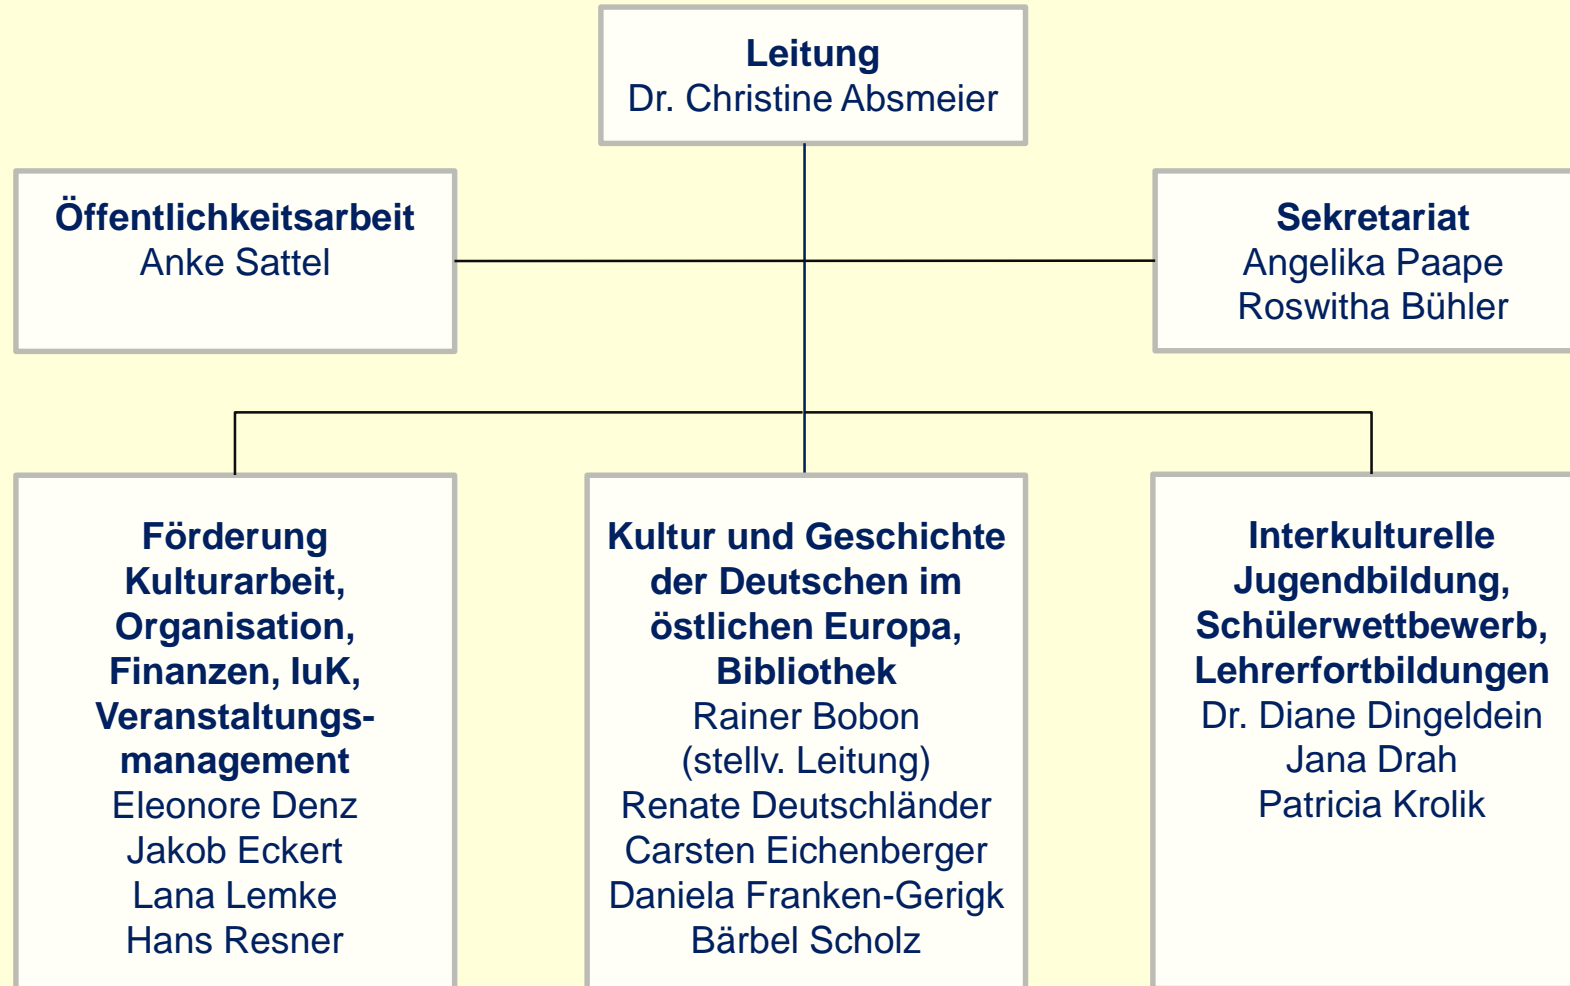 Leitung
Dr. Christine Absmeier
Öffentlichkeitsarbeit
Anke Sattel
Sekretariat
Angelika Paape
Roswitha Bühler
Förderung
Kulturarbeit,
Organisation,
Finanzen, IuK,
Veranstaltungs-
management
Eleonore Denz
Jakob Eckert
Lana Lemke
Hans Resner
Kultur und Geschichte
der Deutschen im
östlichen Europa,
Bibliothek
Rainer Bobon
(stellv. Leitung)
Renate Deutschländer
Carsten Eichenberger
Daniela Franken-Gerigk
Bärbel Scholz
Interkulturelle
Jugendbildung,
Schülerwettbewerb,
Lehrerfortbildungen
Dr. Diane Dingeldein
Jana Drah
Patricia Krolik